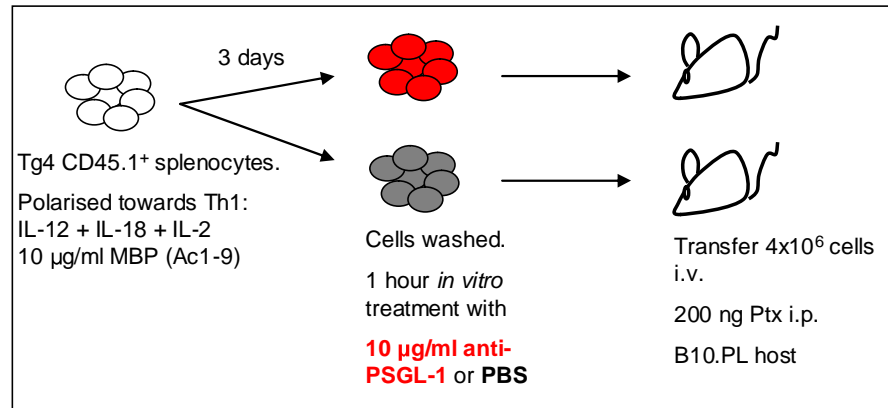 3 days
Tg4 CD45.1+ splenocytes.
Polarised towards Th1:
IL-12 + IL-18 + IL-2
10 µg/ml MBP (Ac1-9)
Cells washed.
1 hour in vitro
treatment with
10 µg/ml anti-
PSGL-1 or PBS
Transfer 4x10⁶ cells
i.v.
200 ng Ptx i.p.
B10.PL host